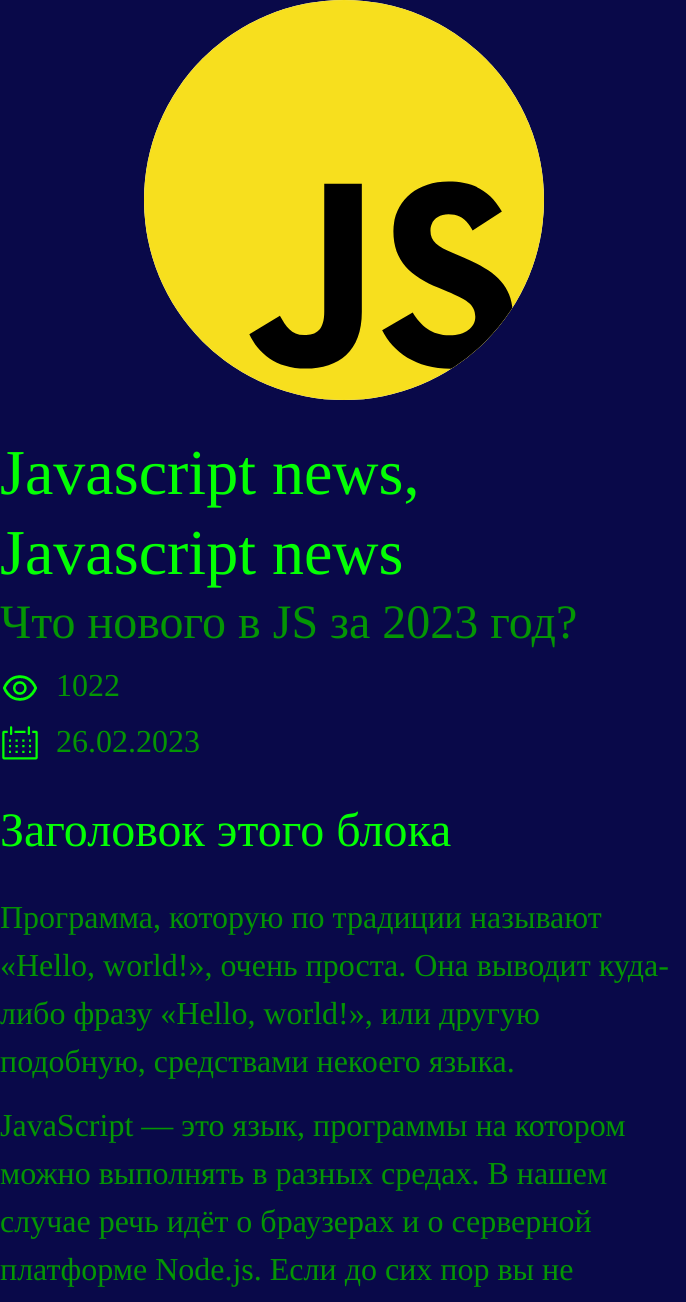 JS
Javascript news,
Javascript news
Что нового в JS за 2023 год?
1022
26.02.2023
Заголовок этого блока
Программа, которую по традиции называют
«Hello, world!», очень проста. Она выводит куда-
либо фразу «Hello, world!», или другую
подобную, средствами некоего языка.
JavaScript — это язык, программы на котором
можно выполнять в разных средах. В нашем
случае речь идёт о браузерах и о серверной
платформе Node.js. Если до сих пор вы не